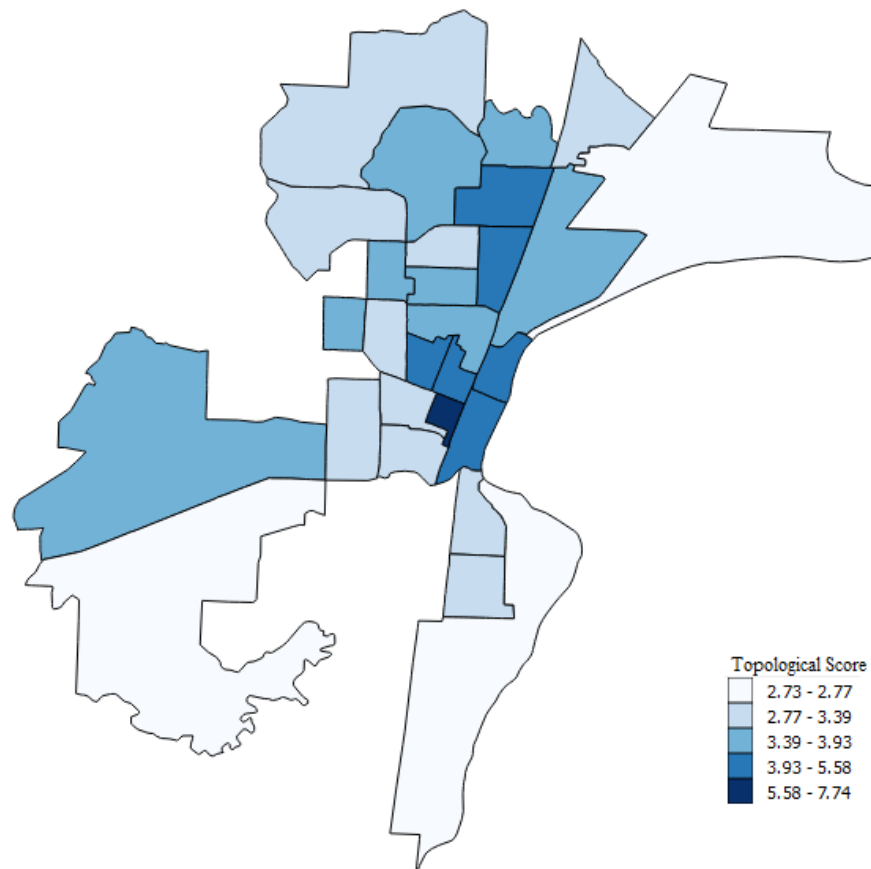 Topological Score
2.73 - 2.77
2.77 - 3.39
3.39 - 3.93
3.93 - 5.58
5.58 - 7.74